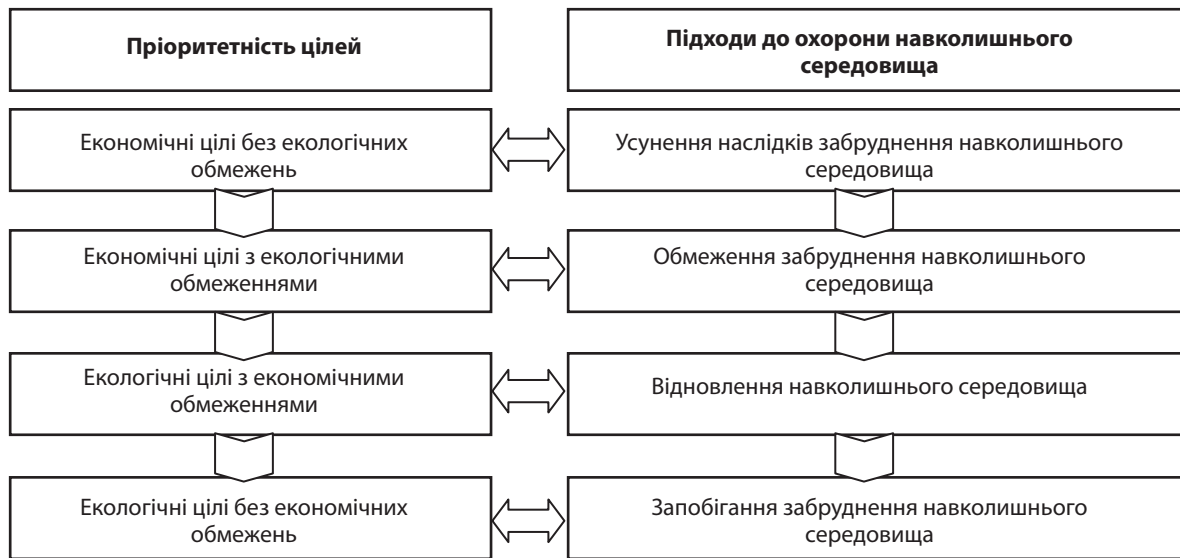 Пріоритетність цілей
Підходи до охорони навколишнього
середовища
Економічні цілі без екологічних
обмежень
Усунення наслідків забруднення навколишнього
середовища
Економічні цілі з екологічними
обмеженнями
Обмеження забруднення навколишнього
середовища
Екологічні цілі з економічними
обмеженнями
Відновлення навколишнього середовища
Екологічні цілі без економічних
обмежень
Запобігання забруднення навколишнього
середовища